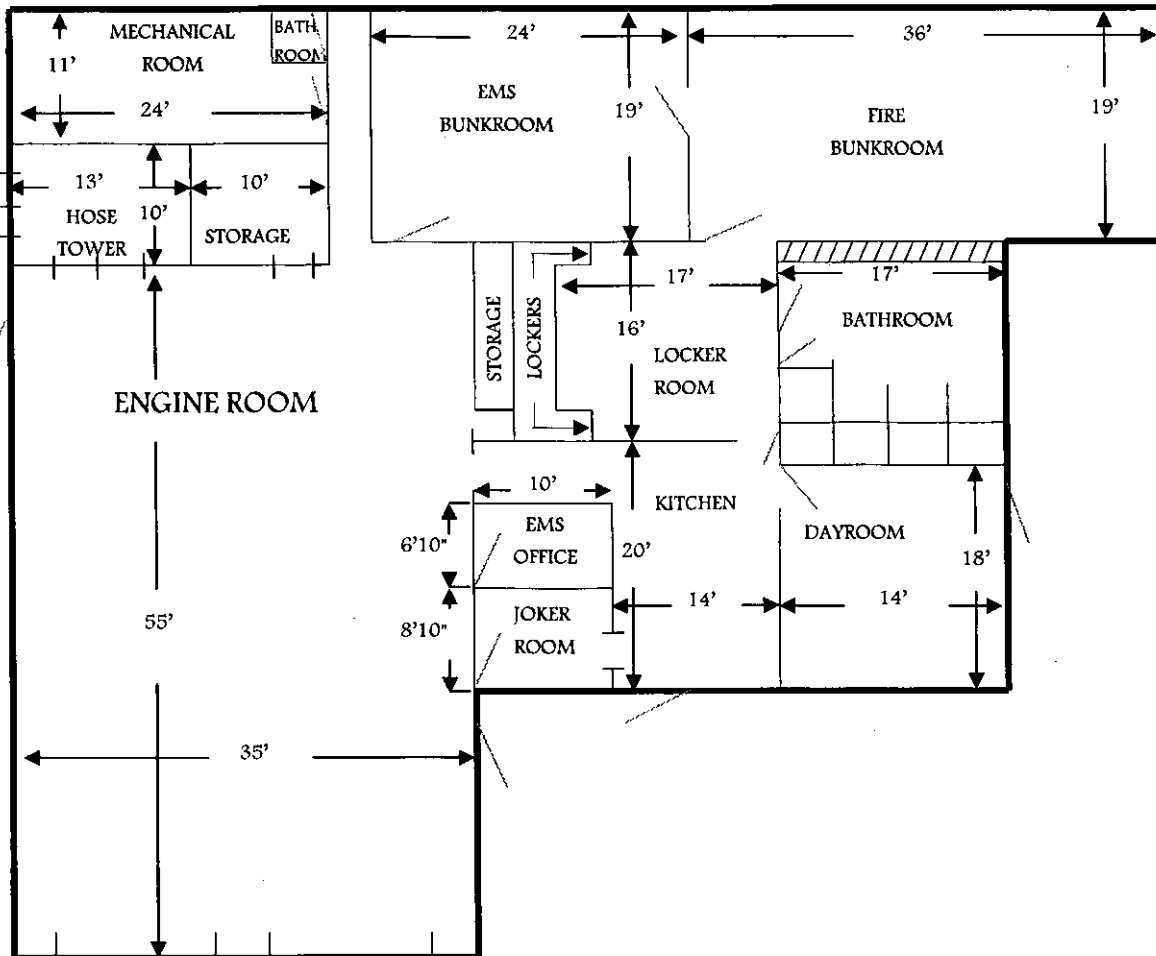 MECHANICAL
ROOM
BATH
ROOM
11'
24'
24'
EMS
BUNKROOM
19'
36'
FIRE
BUNKROOM
19'
13'
10'
HOSE
TOWER
10'
STORAGE
ENGINE ROOM
STORAGE
LOCKERS
17'
16'
LOCKER
ROOM
17'
BATHROOM
10'
EMS
OFFICE
6'10"
KITCHEN
20'
DAYROOM
18'
14'
14'
JOKER
ROOM
8'10"
55'
35'